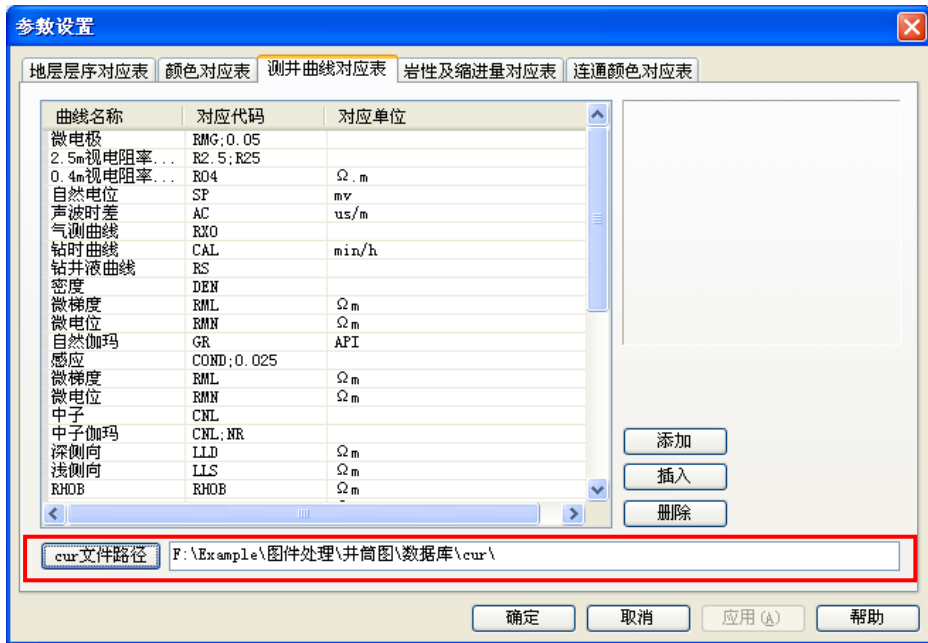 参数设置
地层层序对应表 颜色对应表 测井曲线对应表 岩性及缩进量对应表 连通颜色对应表
曲线名称 对应代码 对应单位
微电极 RMG;0.05
2.5m视电阻率... R2.5;R25
0.4m视电阻率... R04 Ω.m
自然电位 SP mv
声波时差 AC us/m
气测曲线 RXO
钻时曲线 CAL min/h
钻井液曲线 RS
密度 DEN
微梯度 RML Ωm
微电位 RMN Ωm
自然伽玛 GR API
感应 COND;0.025
微梯度 RML Ωm
微电位 RMN Ωm
中子 CNL
中子伽玛 CNL;NR
深侧向 LLD Ωm
浅侧向 LLS Ωm
RHOB RHOB Ωm
添加
插入
删除
cur文件路径 F:\Example\图件处理\井筒图\数据库\cur\
确定 取消 应用(A) 帮助